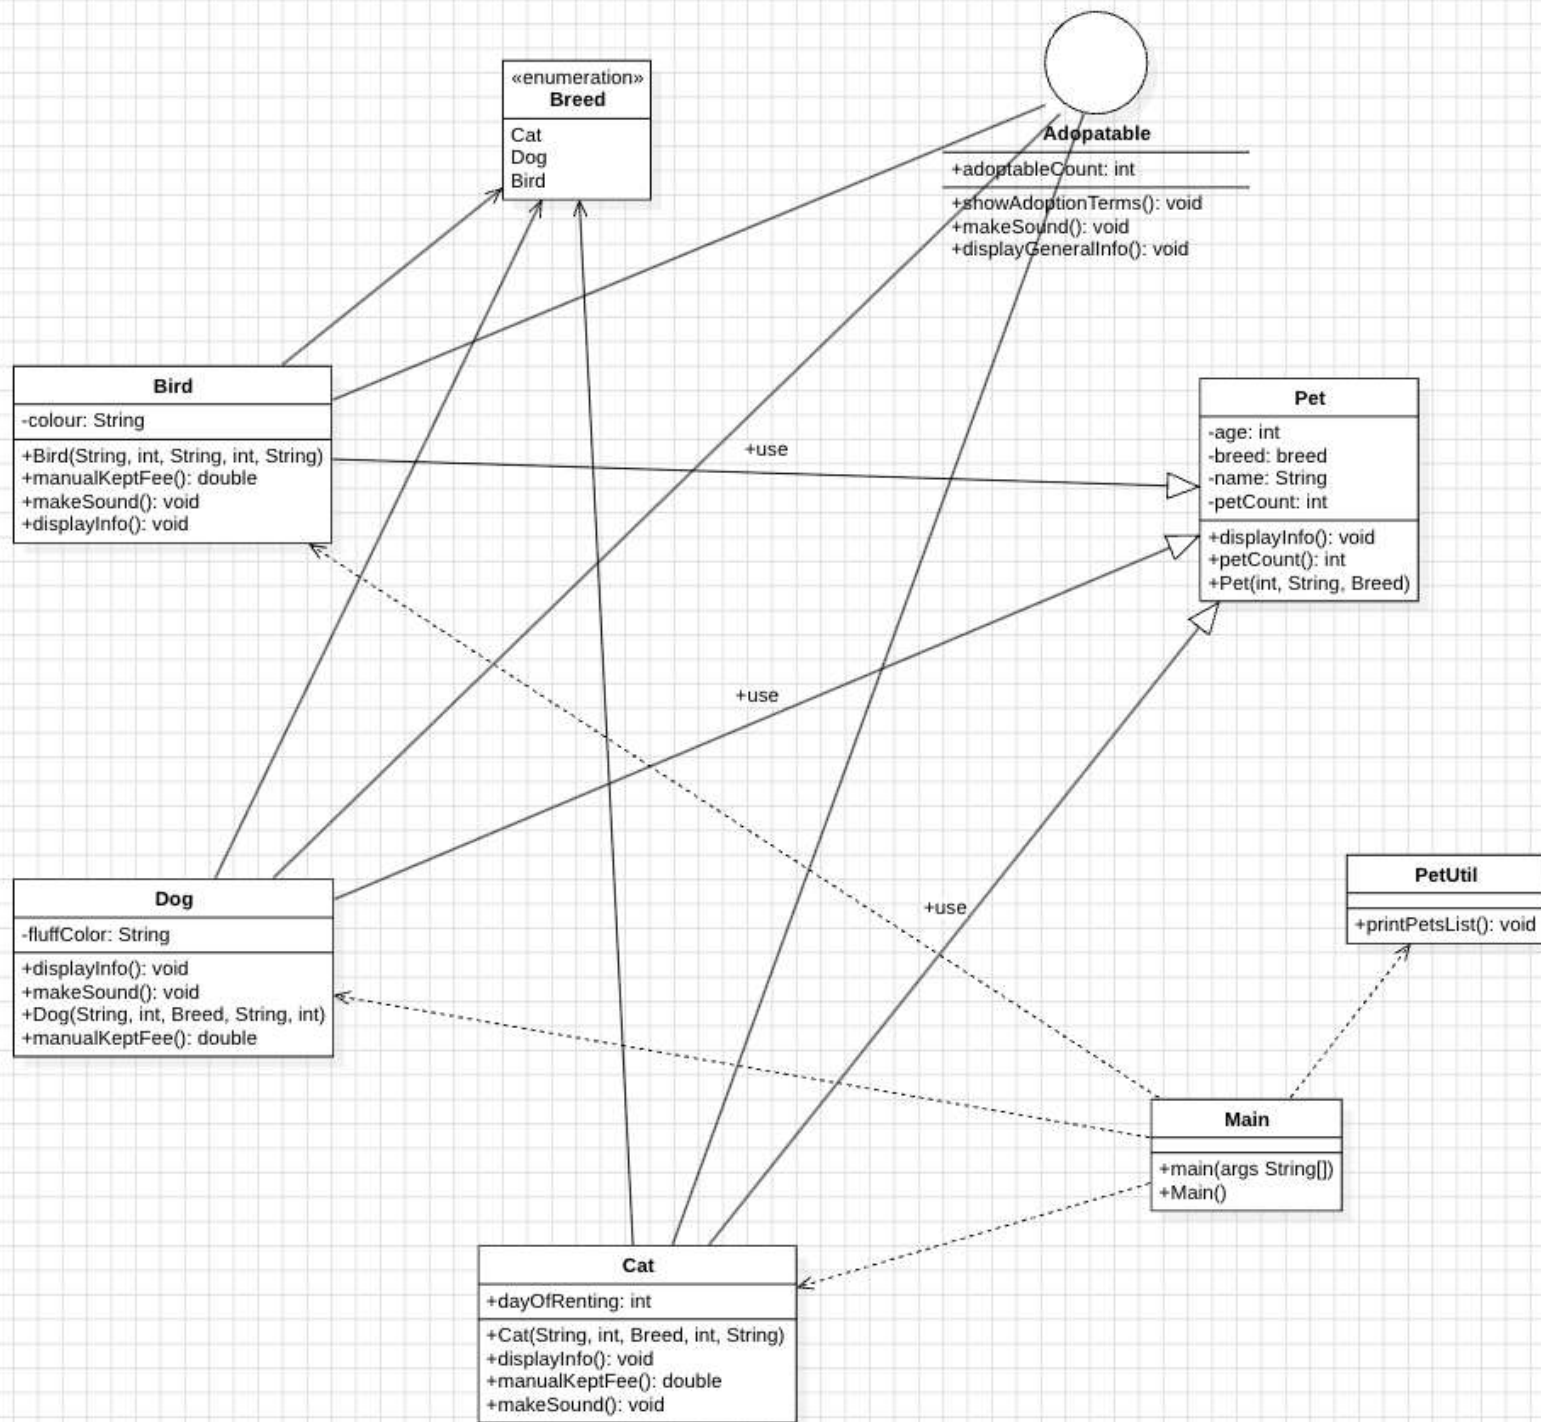 «enumeration»
Breed
Cat
Dog
Bird
Adopatable
+adoptableCount: int
+showAdoptionTerms(): void
+makeSound(): void
+displayGeneralInfo(): void
Bird
-colour: String
+Bird(String, int, String, int, String)
+manualKeptFee(): double
+makeSound(): void
+displayInfo(): void
+use
Pet
-age: int
-breed: breed
-name: String
-petCount: int
+displayInfo(): void
+petCount(): int
+Pet(int, String, Breed)
+use
Dog
-fluffColor: String
+displayInfo(): void
+makeSound(): void
+Dog(String, int, Breed, String, int)
+manualKeptFee(): double
+use
PetUtil
+printPetsList(): void
Main
+main(args String[])
+Main()
Cat
+dayOfRenting: int
+Cat(String, int, Breed, int, String)
+displayInfo(): void
+manualKeptFee(): double
+makeSound(): void